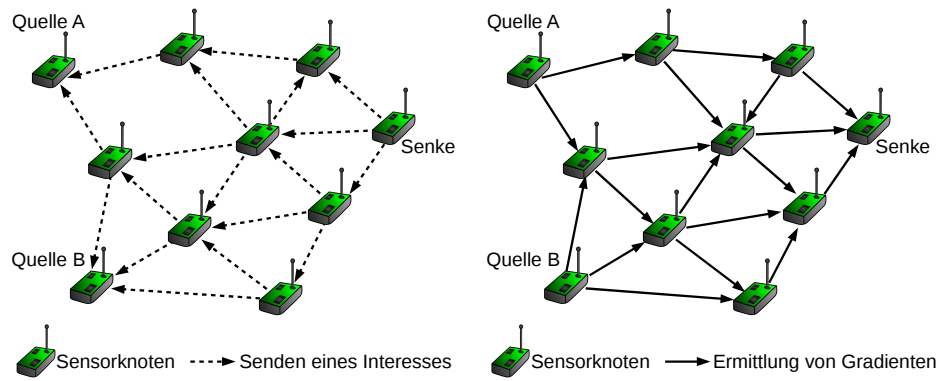 Quelle A
Senke
Quelle B
Sensorknoten
Senden eines Interesses
Quelle A
Senke
Quelle B
Sensorknoten
Ermittlung von Gradienten